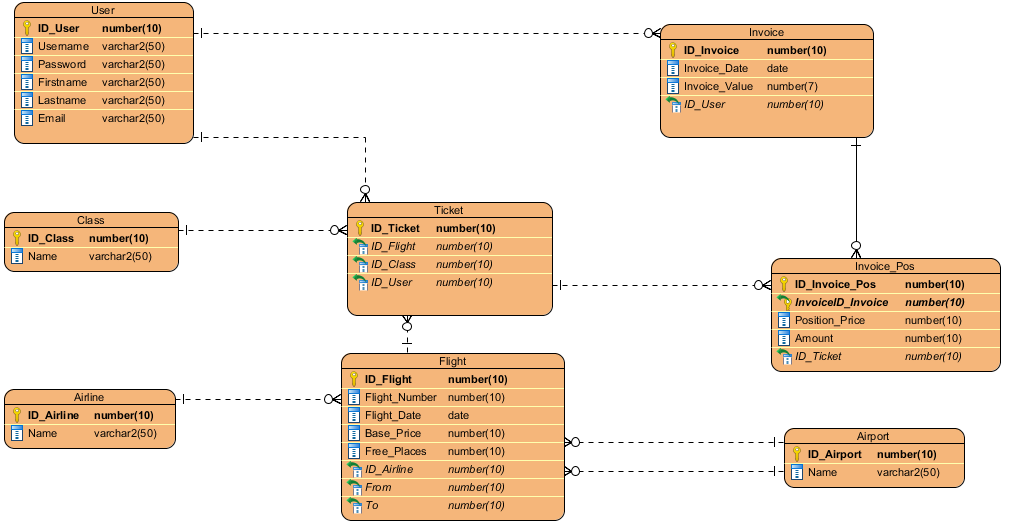 User
ID_User number(10)
Username varchar2(50)
Password varchar2(50)
Firstname varchar2(50)
Lastname varchar2(50)
Email varchar2(50)
Invoice
ID_Invoice number(10)
Invoice_Date date
Invoice_Value number(7)
ID_User number(10)
Class
ID_Class number(10)
Name varchar2(50)
Ticket
ID_Ticket number(10)
ID_Flight number(10)
ID_Class number(10)
ID_User number(10)
Invoice_Pos
ID_Invoice_Pos number(10)
InvoiceID_Invoice number(10)
Position_Price number(10)
Amount number(10)
ID_Ticket number(10)
Airline
ID_Airline number(10)
Name varchar2(50)
Flight
ID_Flight number(10)
Flight_Number number(10)
Flight_Date date
Base_Price number(10)
Free_Places number(10)
ID_Airline number(10)
From number(10)
To number(10)
Airport
ID_Airport number(10)
Name varchar2(50)